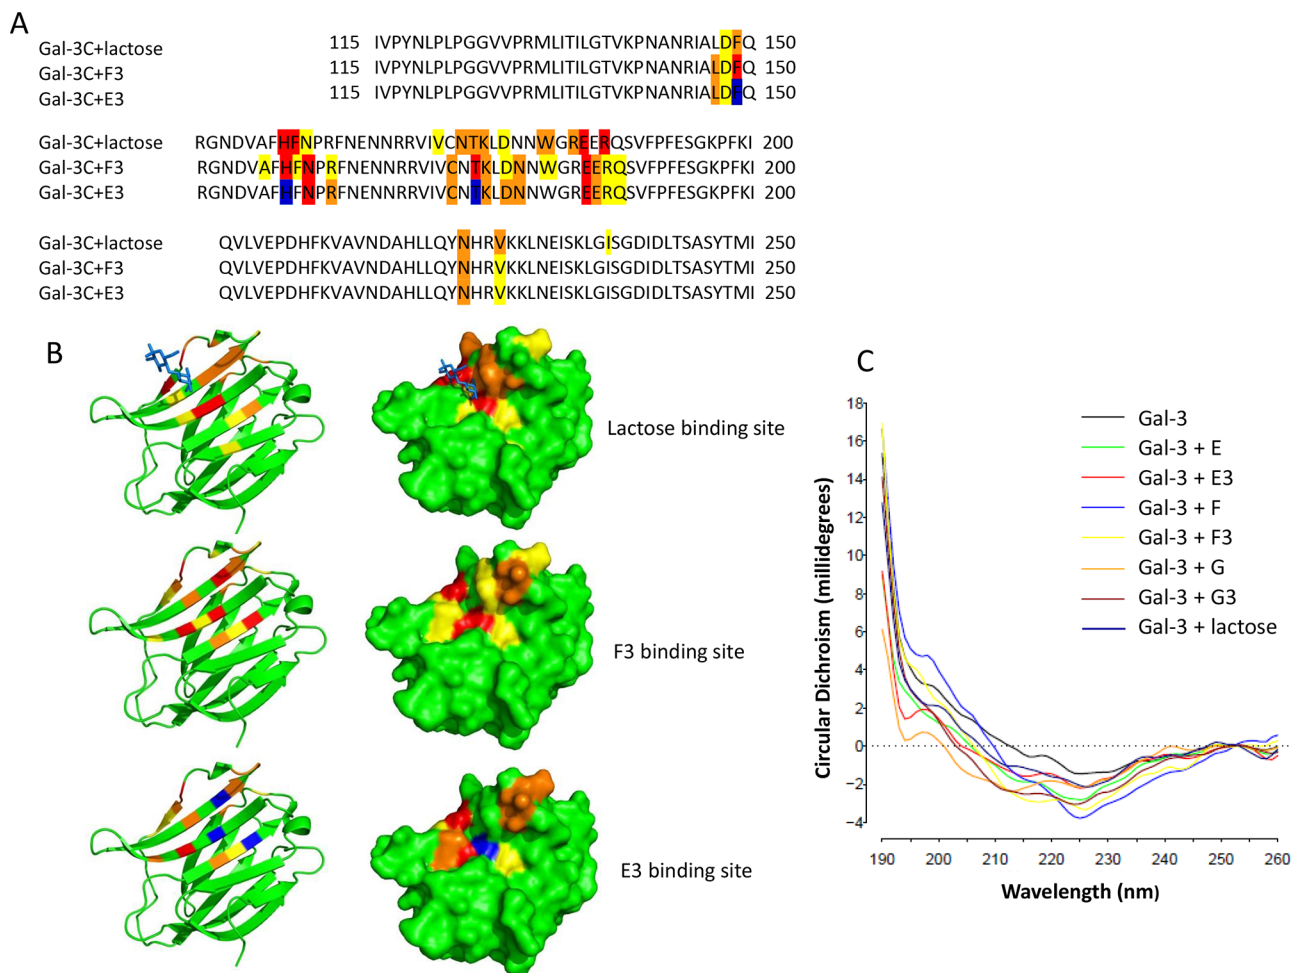 A
Gal-3C+lactose 115 IVPYNLPLPGGVVPRMLITILGTVKPNANRIALDFQ 150
Gal-3C+F3 115 IVPYNLPLPGGVVPRMLITILGTVKPNANRIALDFQ 150
Gal-3C+E3 115 IVPYNLPLPGGVVPRMLITILGTVKPNANRIALDFQ 150
Gal-3C+lactose RGNDVAFHFNPRFNENNRRVIVCNTKLDNNWGREERQSVFPFESGKPFKI 200
Gal-3C+F3 RGNDVAFHFNPRFNENNRRVIVCNTKLDNNWGREERQSVFPFESGKPFKI 200
Gal-3C+E3 RGNDVAFHFNPRFNENNRRVIVCNTKLDNNWGREERQSVFPFESGKPFKI 200
Gal-3C+lactose QVLVEPDHFKVAVNDAHLLQYNHRVKKLNEISKLGISGDIDLTSASYTMI 250
Gal-3C+F3 QVLVEPDHFKVAVNDAHLLQYNHRVKKLNEISKLGISGDIDLTSASYTMI 250
Gal-3C+E3 QVLVEPDHFKVAVNDAHLLQYNHRVKKLNEISKLGISGDIDLTSASYTMI 250
B
Lactose binding site
F3 binding site
E3 binding site
C
Circular Dichroism (millidegrees)
18
16
14
12
10
8
6
4
2
0
−2
−4
Gal-3
Gal-3 + E
Gal-3 + E3
Gal-3 + F
Gal-3 + F3
Gal-3 + G
Gal-3 + G3
Gal-3 + lactose
190 200 210 220 230 240 250 260
Wavelength (nm)